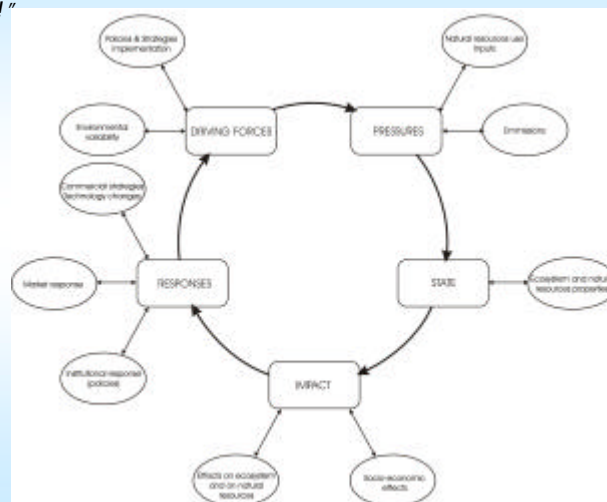 !"
Policies & Strategies
implementation
Natural resources use
Inputs
Environmental
variability
DRIVING FORCES
PRESSURES
Emmissions
Commercial strategies
Technology changes
Market response
RESPONSES
STATE
Ecosystem and natural
resources properties
Institutional response
(policies)
IMPACT
Effects on ecosystem
and on natural
resources
Socio-economic
effects